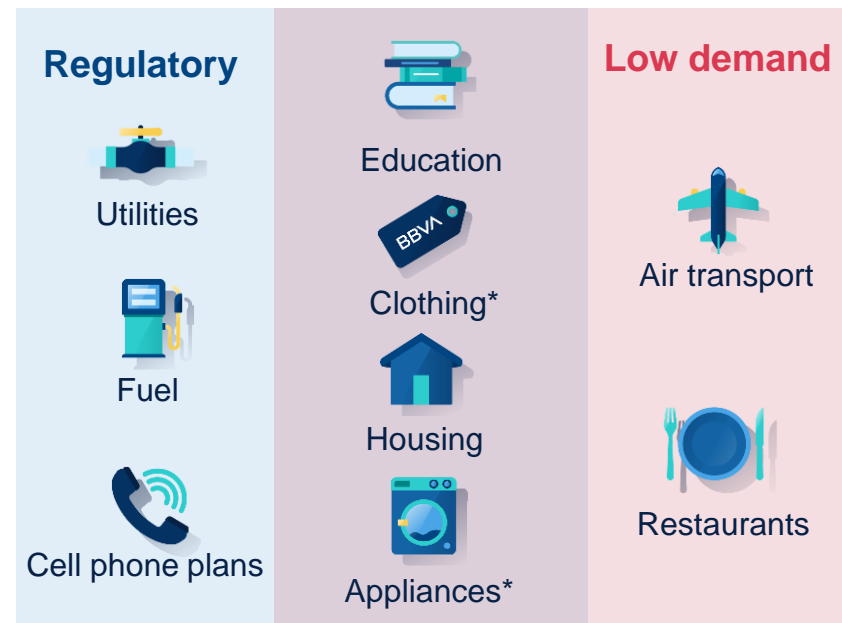 Regulatory
Utilities
Fuel
Cell phone plans
Education
BBVA
Clothing*
Housing
Appliances*
Low demand
Air transport
Restaurants